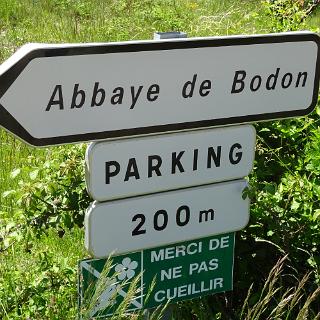 Abbaye de Bodon
PARKING
200m
MERCI DE
NE PAS
CUEILLIR